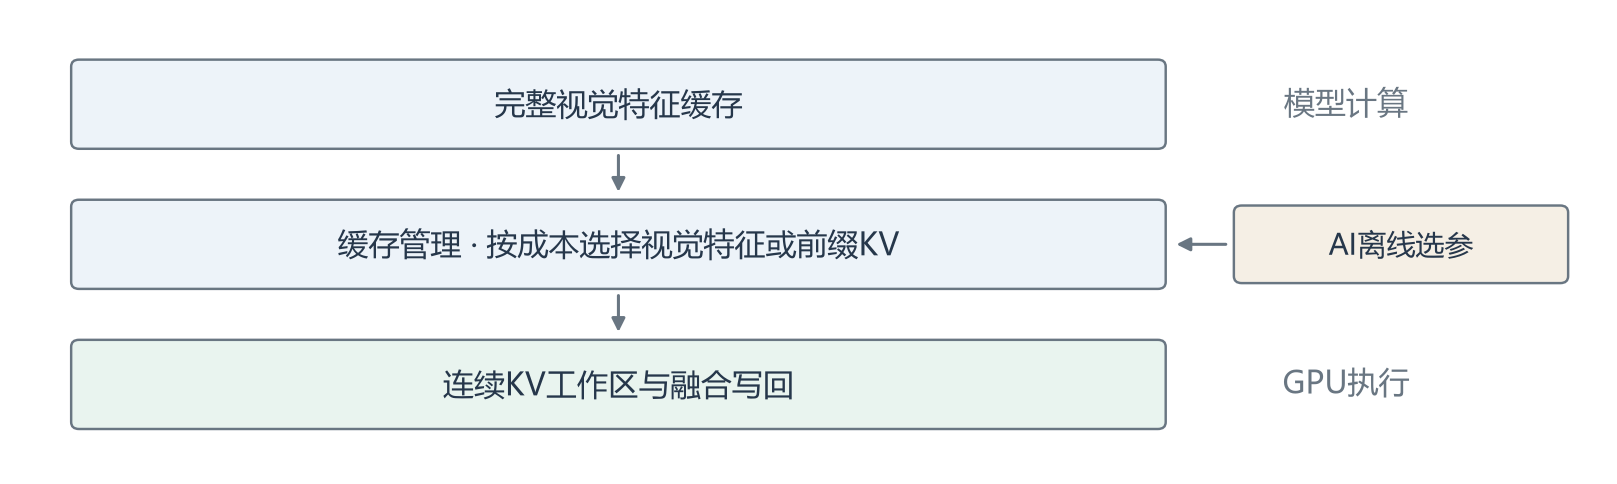 完整视觉特征缓存
模型计算
缓存管理 · 按成本选择视觉特征或前缀KV
AI离线选参
连续KV工作区与融合写回
GPU执行